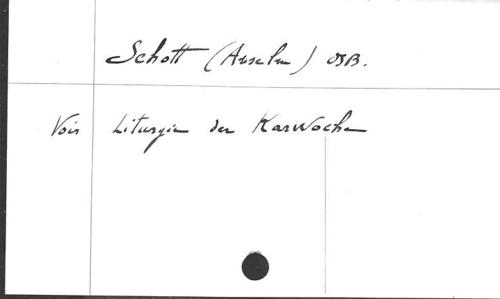 Schott (Anselm) OSB.
Voir Liturgie der Karwoche